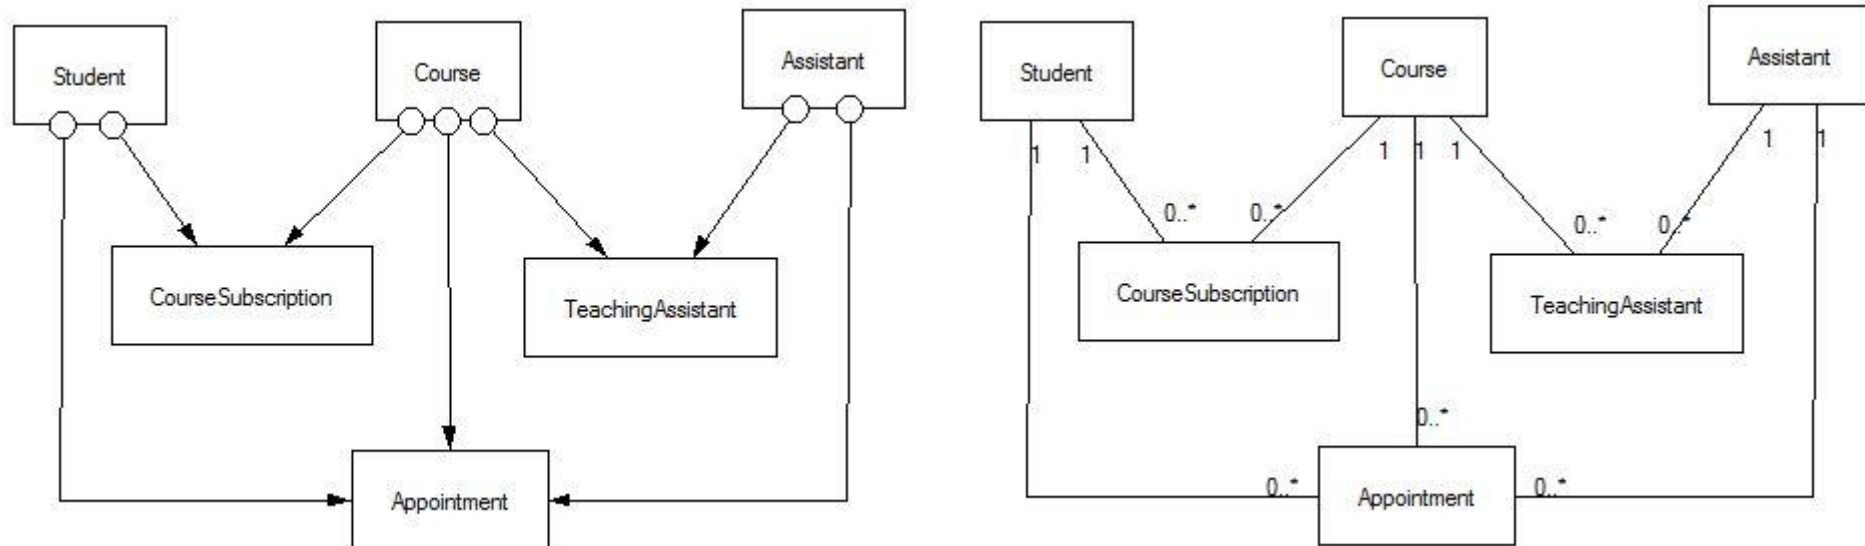 Student
Course
Assistant
CourseSubscription
TeachingAssistant
Appointment
Student
Course
Assistant
1
1
1
1
1
1
1
0..*
0..*
0..*
0..*
CourseSubscription
TeachingAssistant
0..*
0..*
Appointment
0..*